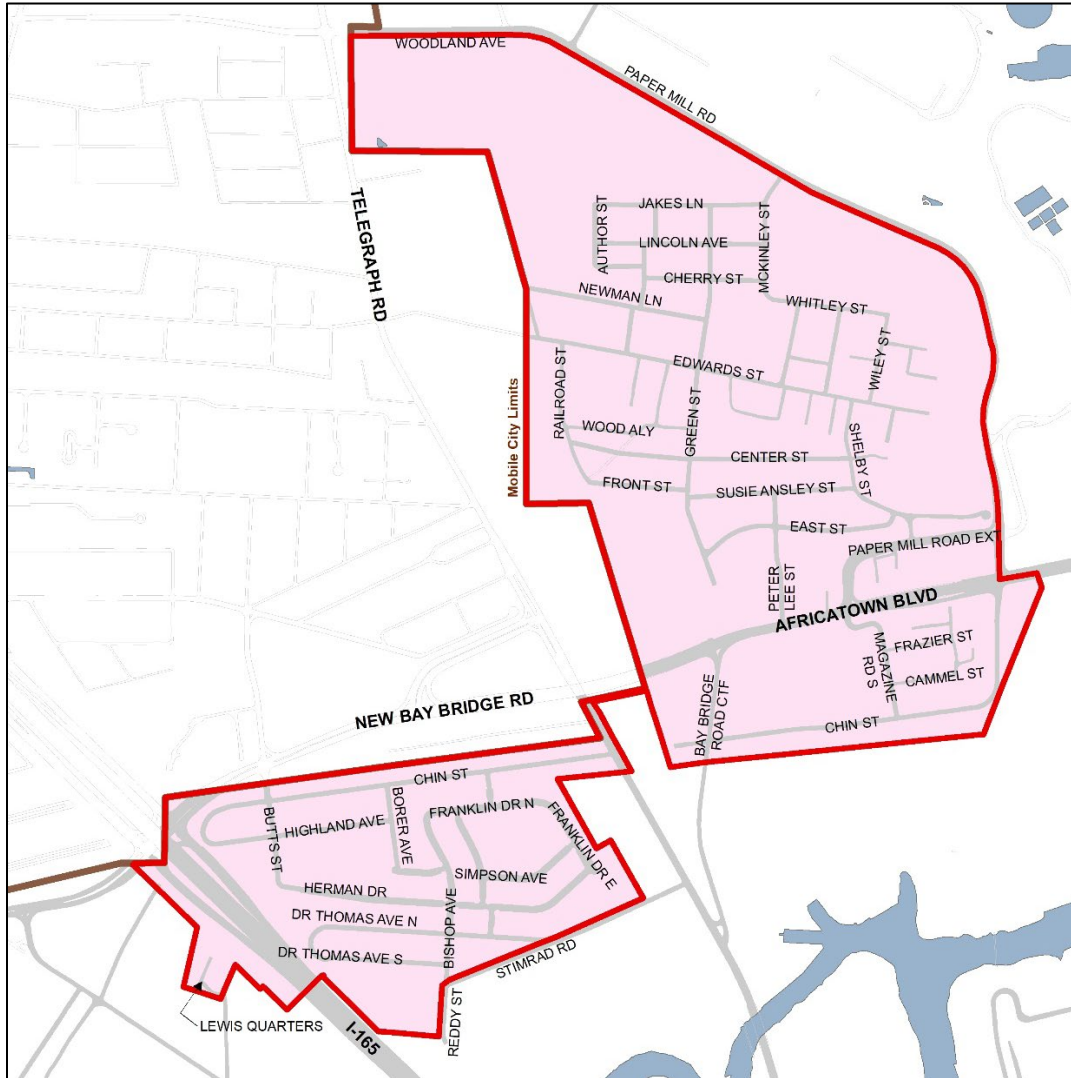 WOODLAND AVE
PAPER MILL RD
TELEGRAPH RD
JAKES LN
AUTHOR ST
LINCOLN AVE
MCKINLEY ST
CHERRY ST
NEWMAN LN
WHITLEY ST
WILEY ST
EDWARDS ST
RAILROAD ST
Mobile City Limits
GREEN ST
WOOD ALY
SHELBY ST
CENTER ST
FRONT ST
SUSIE ANSLEY ST
EAST ST
PAPER MILL ROAD EXT
PETER
LEE ST
AFRICATOWN BLVD
MAGAZINE
RD S
FRAZIER ST
CAMMEL ST
BAY BRIDGE
ROAD CTF
CHIN ST
NEW BAY BRIDGE RD
CHIN ST
BUTTS ST
BORER AVE
FRANKLIN DR N
HIGHLAND AVE
FRANKLIN DR E
SIMPSON AVE
HERMAN DR
DR THOMAS AVE N
BISHOP AVE
DR THOMAS AVE S
STIMRAD RD
REDDY ST
LEWIS QUARTERS
I-165